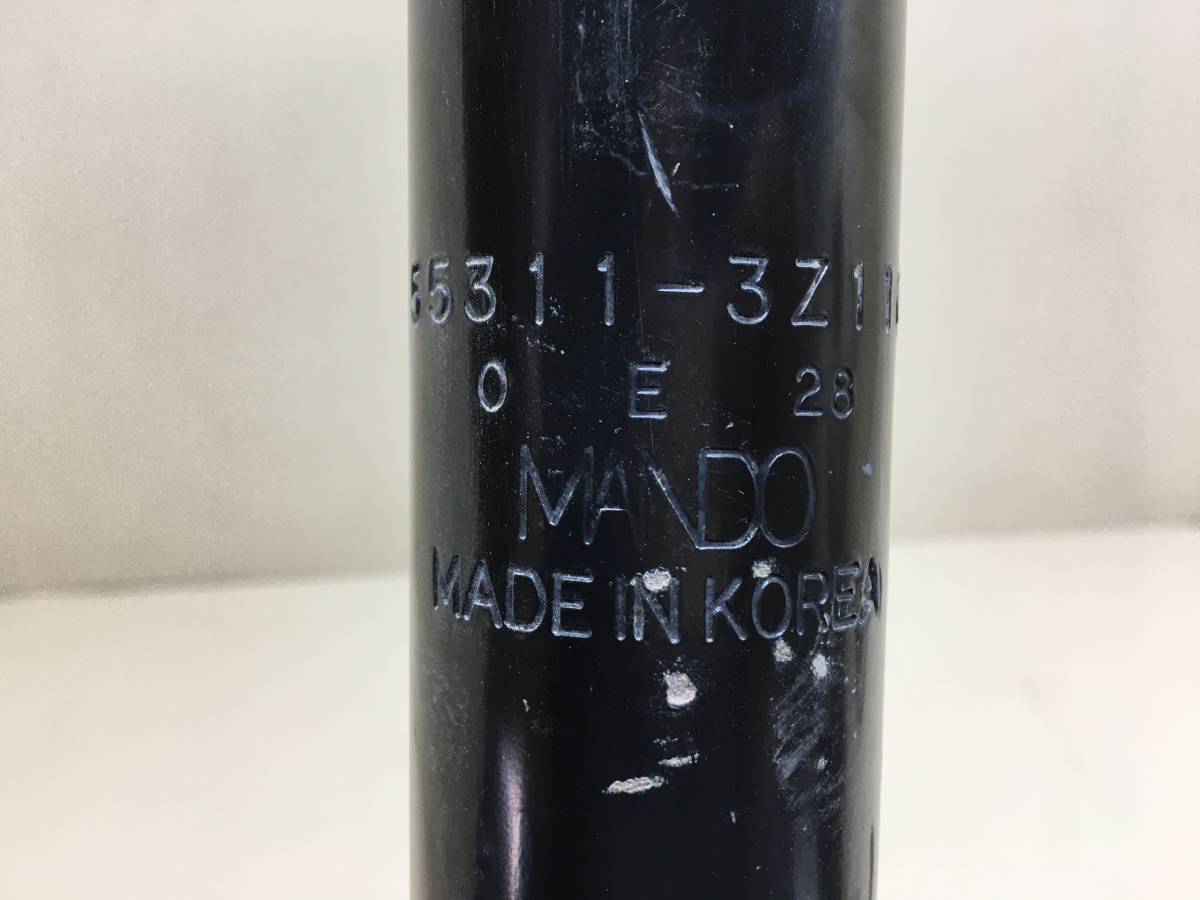 55311-3Z11
0 E 28
MANDO
MADE IN KOREA